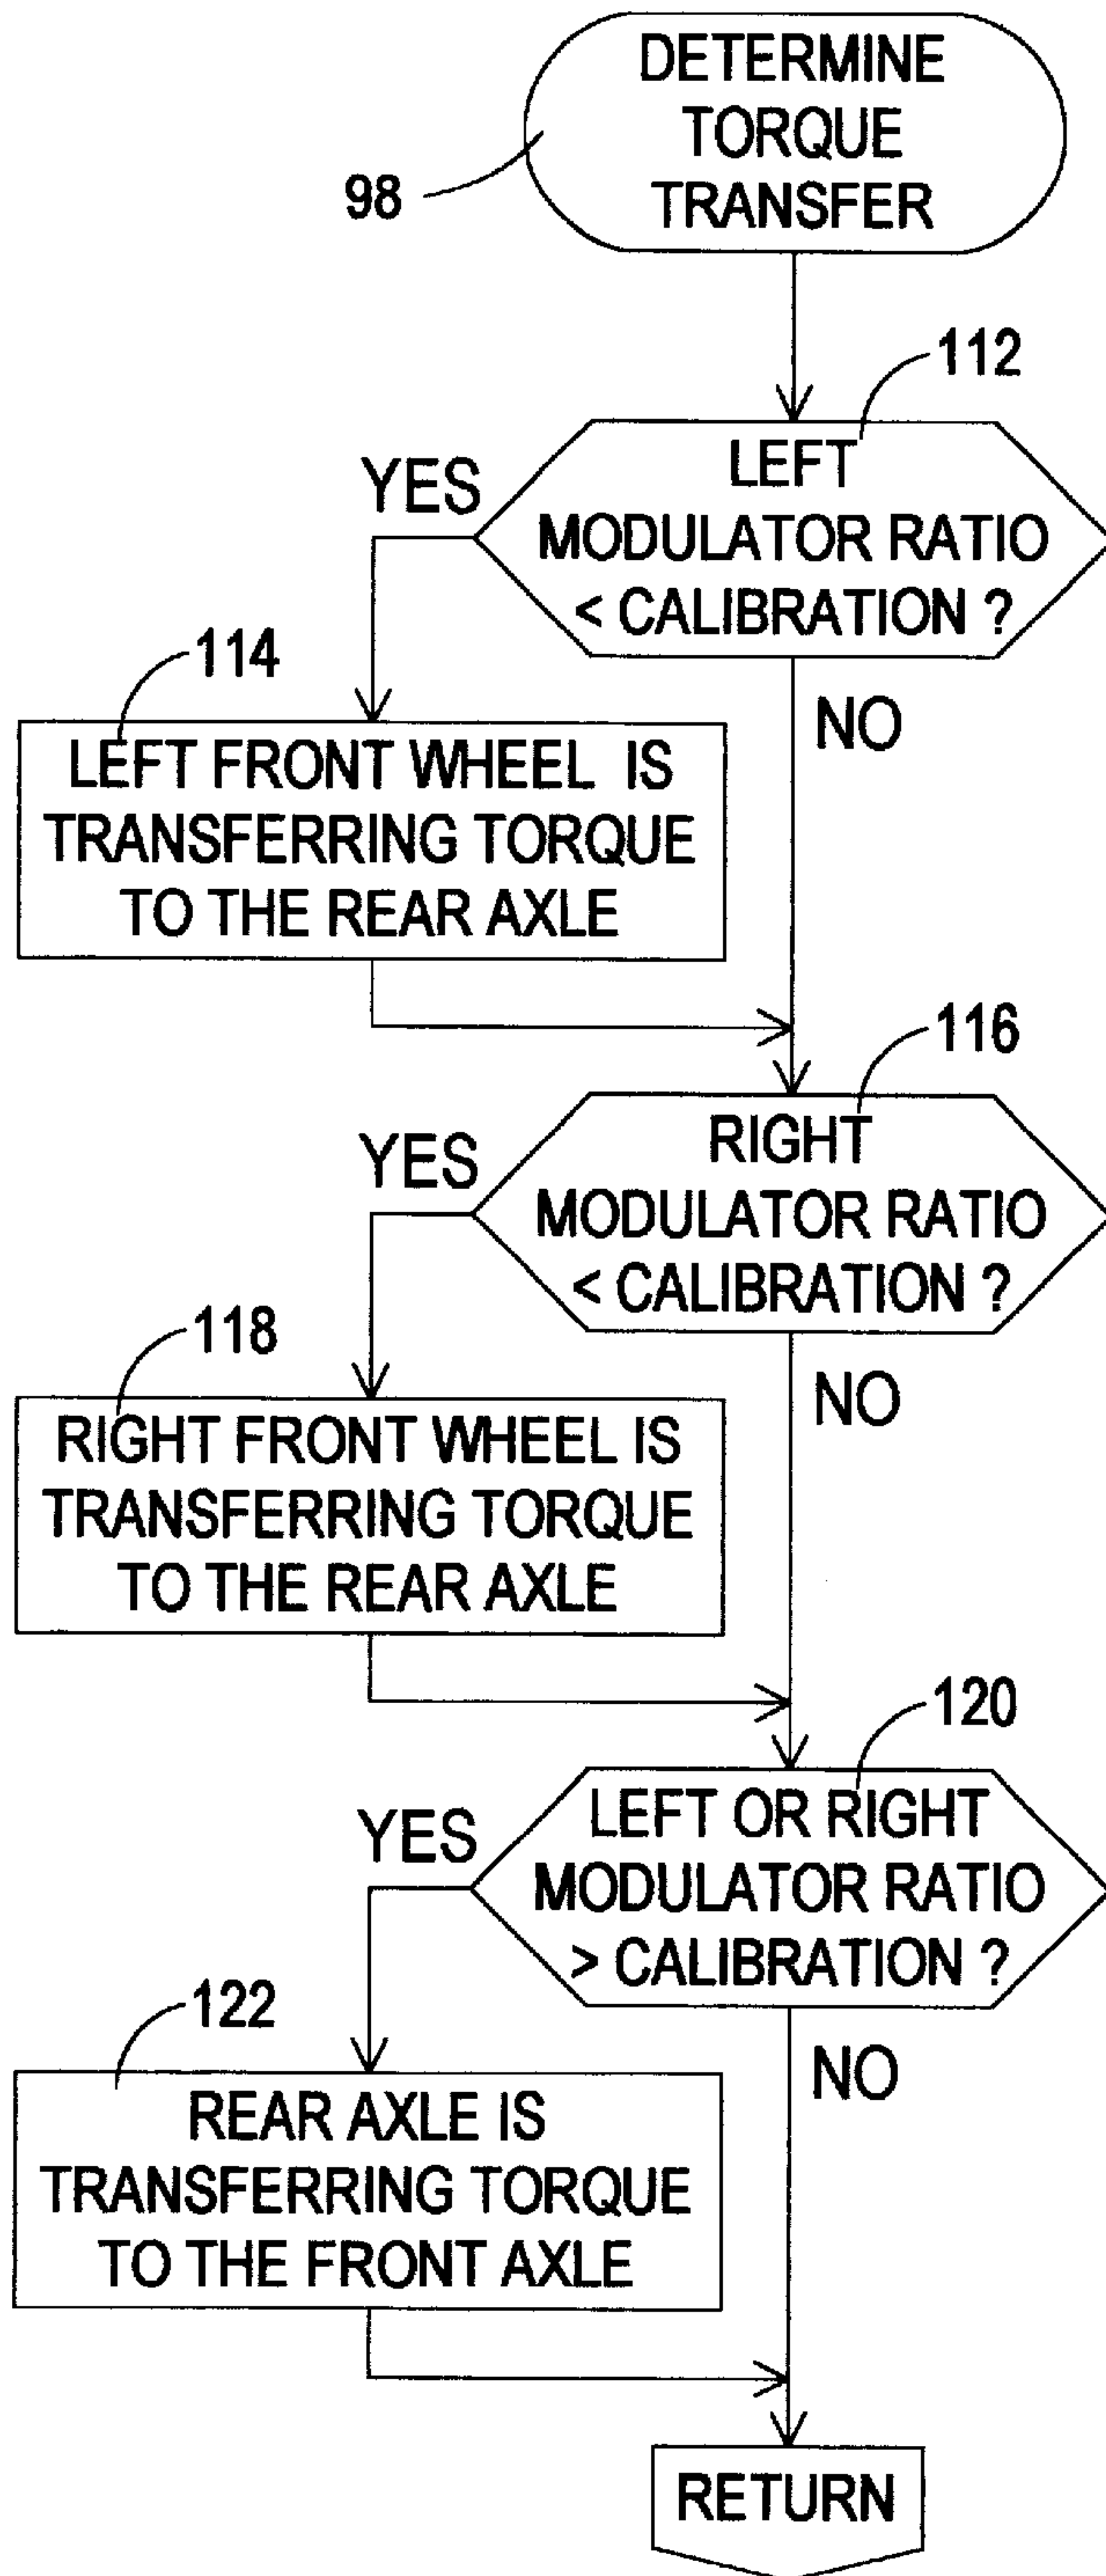 DETERMINE
TORQUE
TRANSFER
98
112
LEFT
MODULATOR RATIO
< CALIBRATION ?
YES
NO
114
LEFT FRONT WHEEL IS
TRANSFERRING TORQUE
TO THE REAR AXLE
116
RIGHT
MODULATOR RATIO
< CALIBRATION ?
YES
NO
118
RIGHT FRONT WHEEL IS
TRANSFERRING TORQUE
TO THE REAR AXLE
120
LEFT OR RIGHT
MODULATOR RATIO
> CALIBRATION ?
YES
NO
122
REAR AXLE IS
TRANSFERRING TORQUE
TO THE FRONT AXLE
RETURN